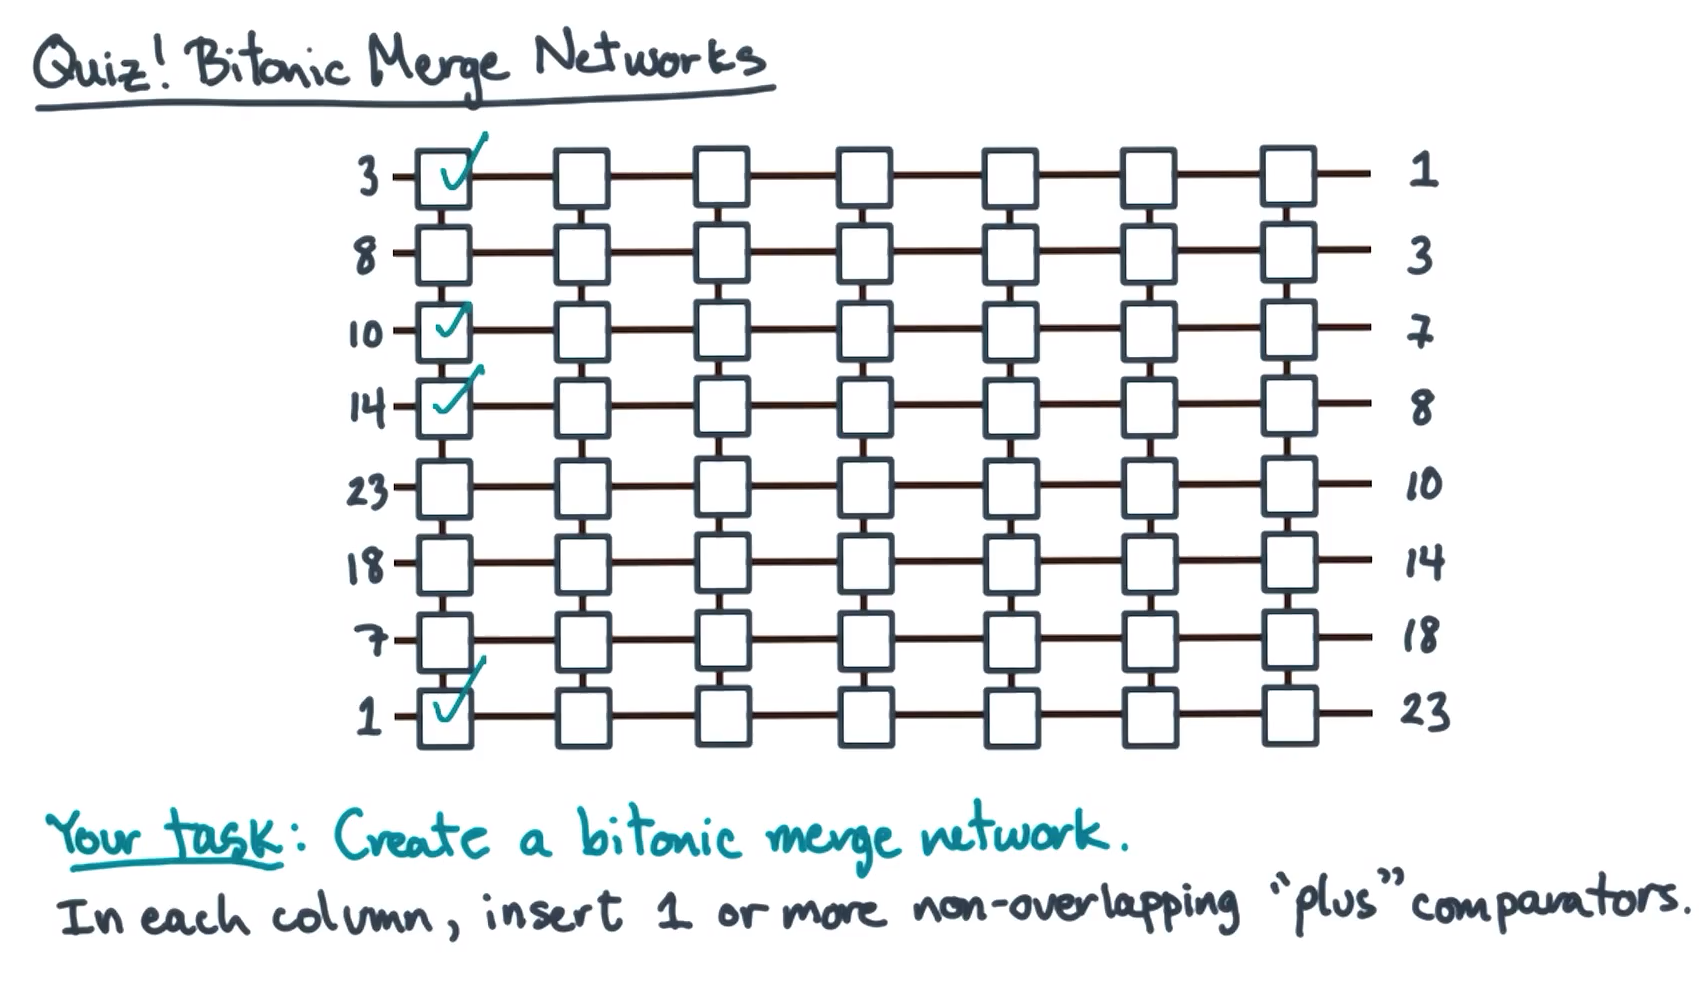 Quiz! Bitonic Merge Networks
3 1
8 3
10 7
14 8
23 10
18 14
7 18
1 23
Your task: Create a bitonic merge network.
In each column, insert 1 or more non-overlapping "plus" comparators.